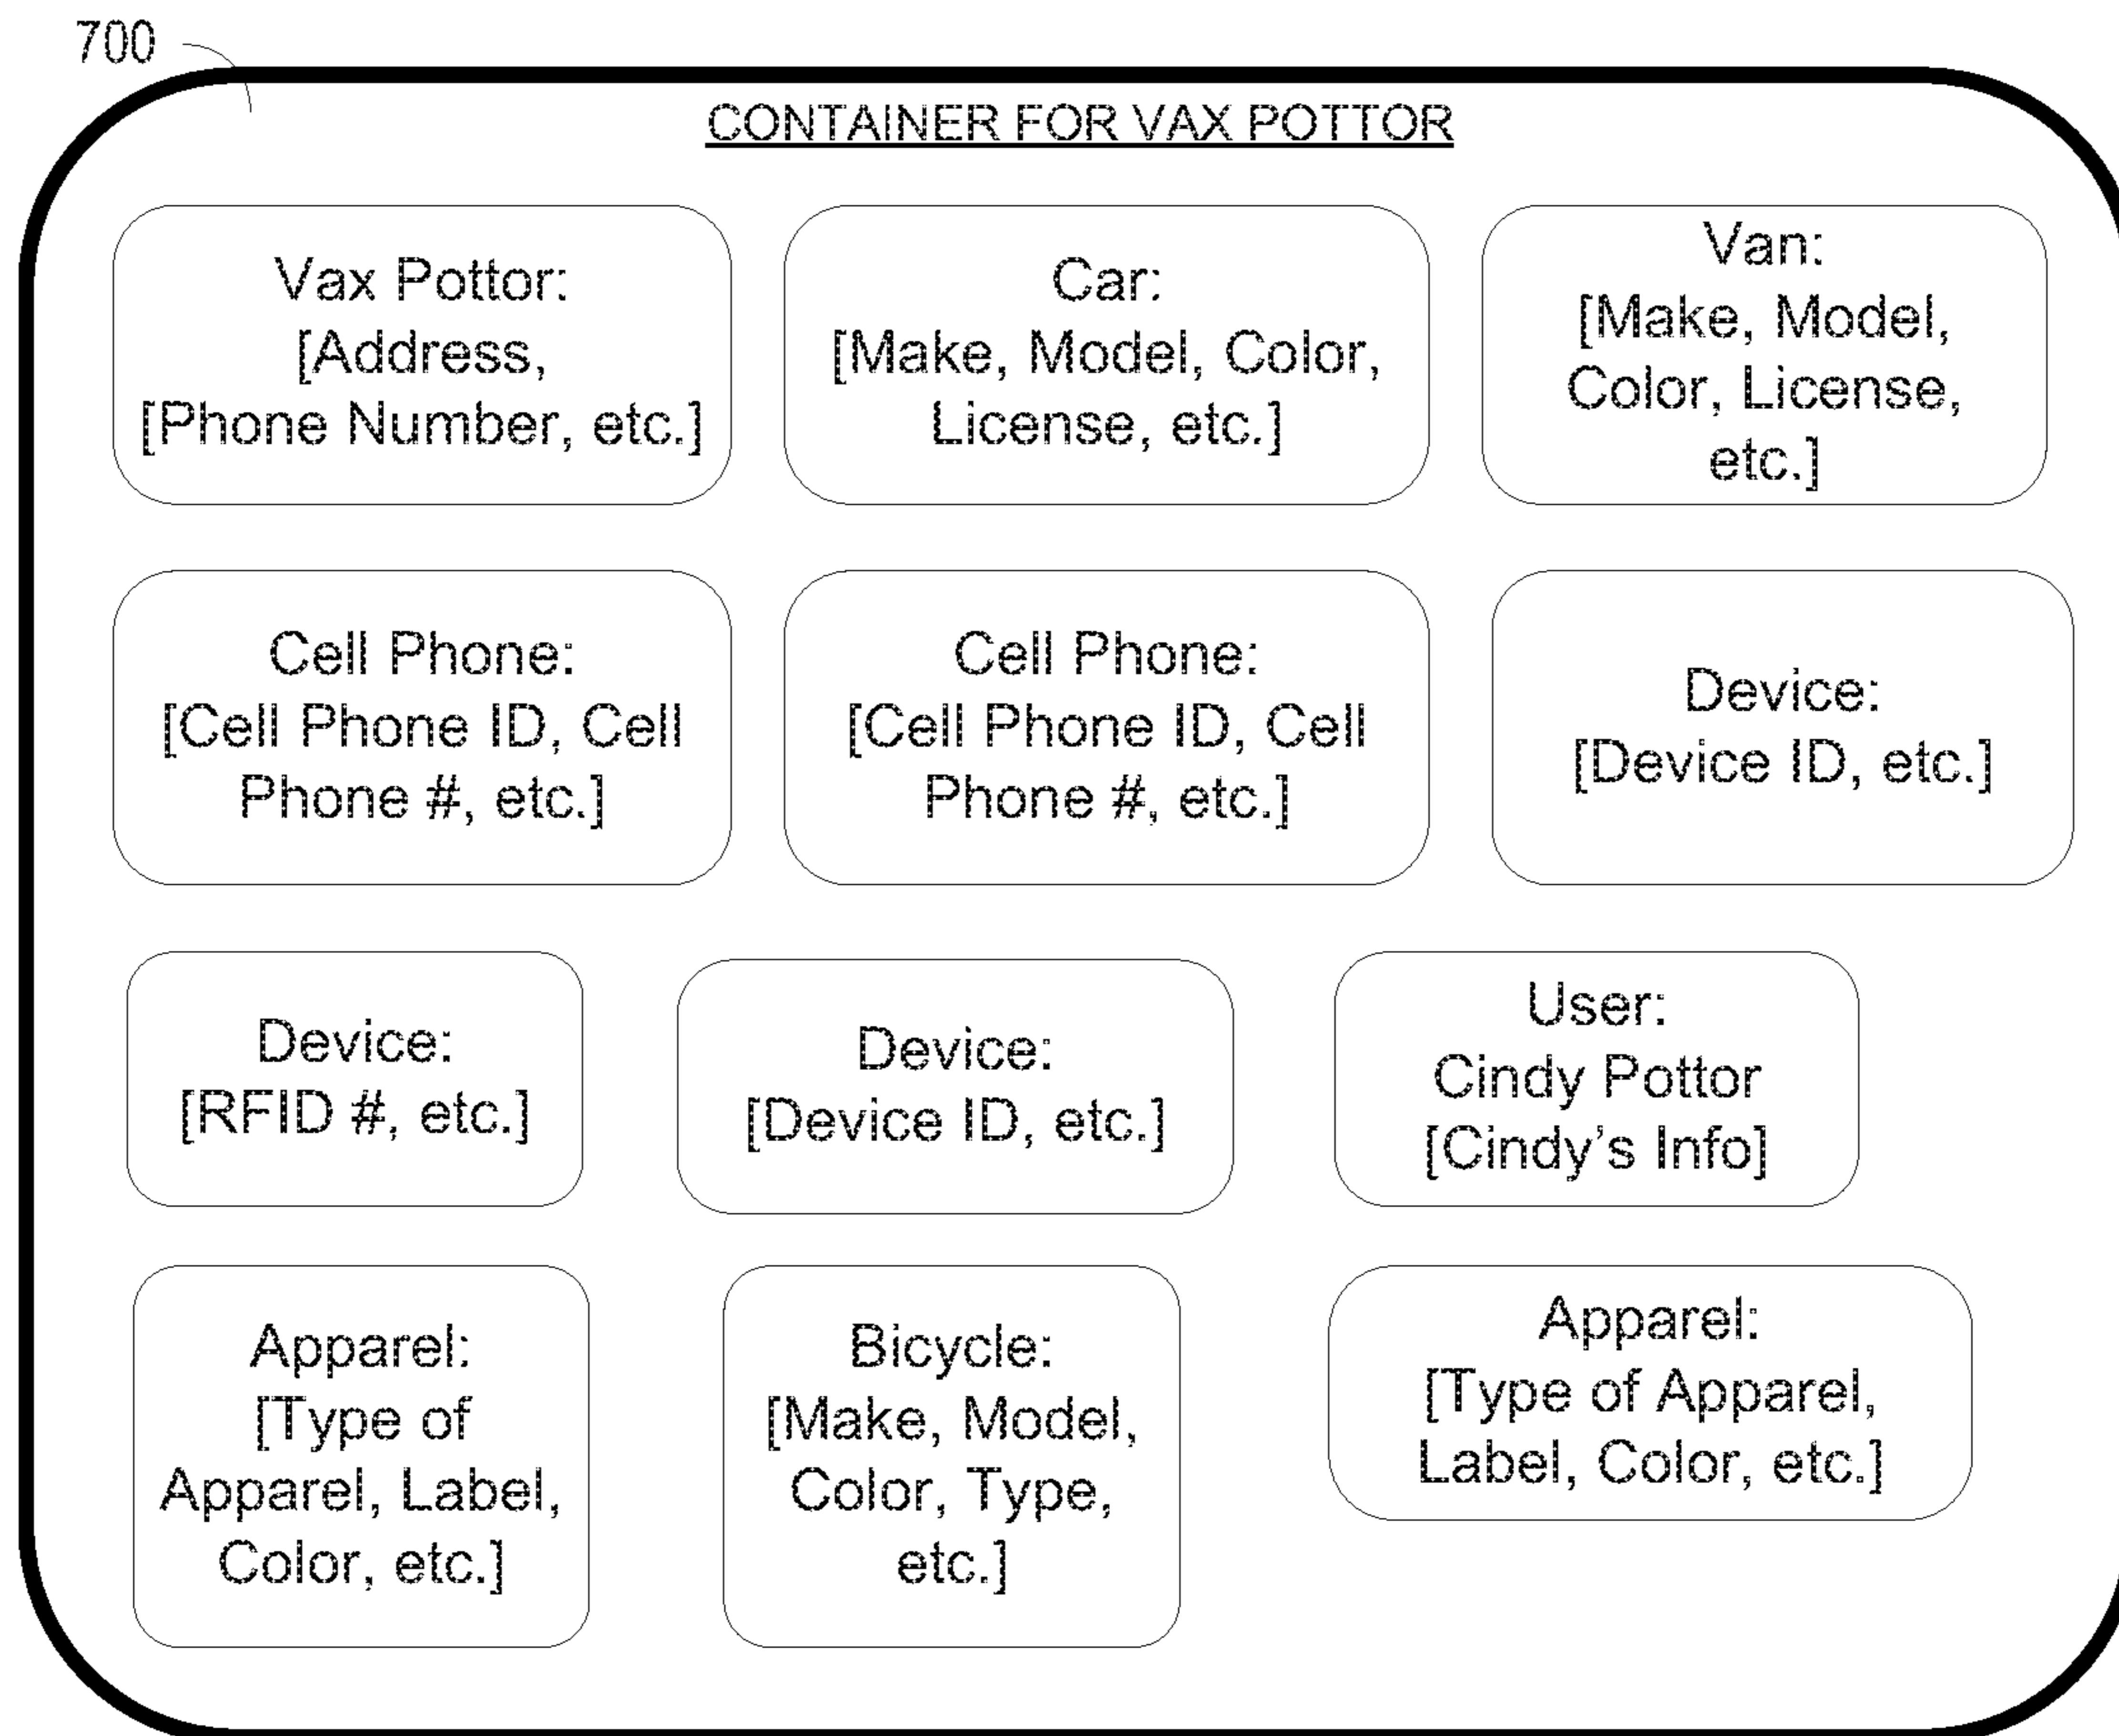 700
CONTAINER FOR VAX POTTOR
Vax Pottor:
[Address,
[Phone Number, etc.]
Car:
[Make, Model, Color,
License, etc.]
Van:
[Make, Model,
Color, License,
etc.]
Cell Phone:
[Cell Phone ID, Cell
Phone #, etc.]
Cell Phone:
[Cell Phone ID, Cell
Phone #, etc.]
Device:
[Device ID, etc.]
Device:
[RFID #, etc.]
Device:
[Device ID, etc.]
User:
Cindy Pottor
[Cindy's Info]
Apparel:
[Type of
Apparel, Label,
Color, etc.]
Bicycle:
[Make, Model,
Color, Type,
etc.]
Apparel:
[Type of Apparel,
Label, Color, etc.]